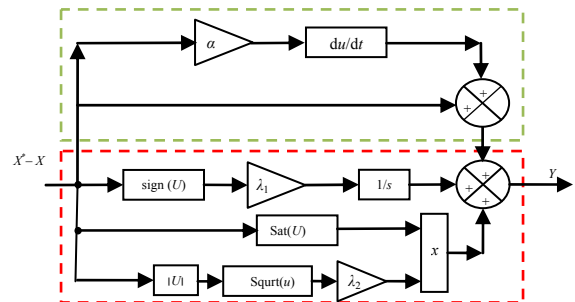 α
du/dt
+
+
X* – X
sign (U)
λ1
1/s
+
+
+
Y
Sat(U)
x
|U|
Squrt(u)
λ2